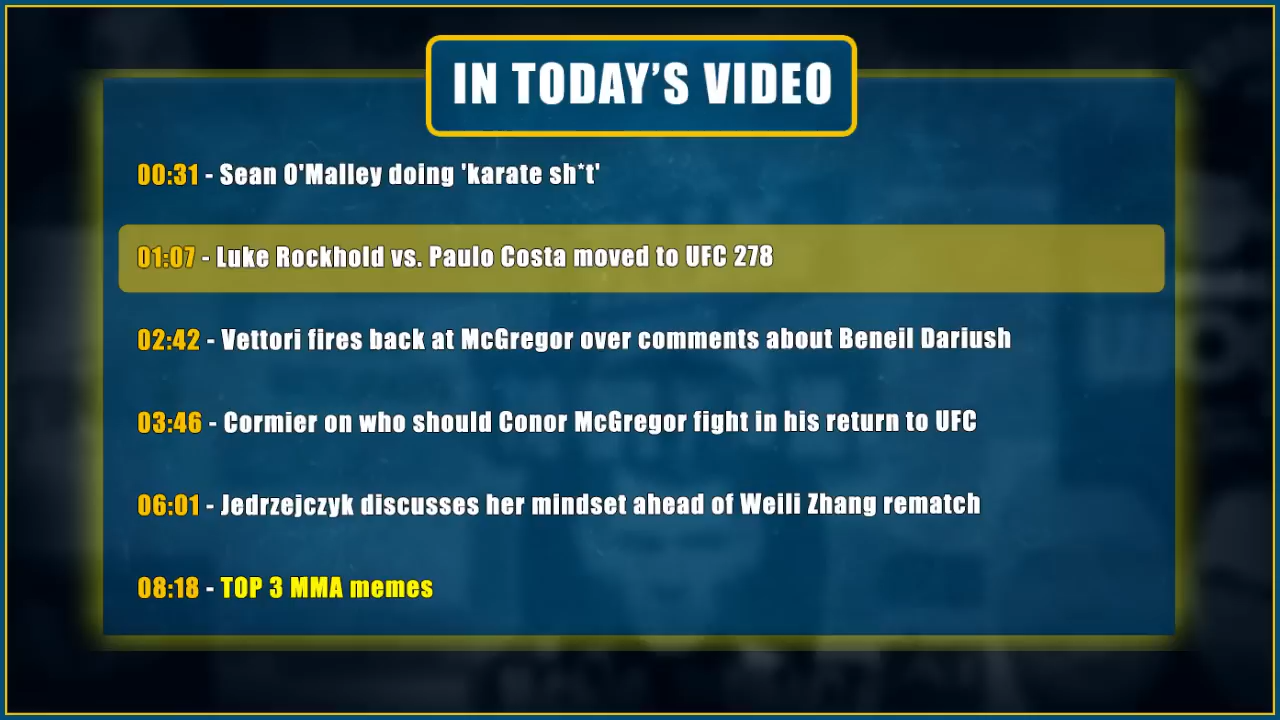 IN TODAY'S VIDEO
00:31 - Sean O'Malley doing 'karate sh*t'
01:07 - Luke Rockhold vs. Paulo Costa moved to UFC 278
02:42 - Vettori fires back at McGregor over comments about Beneil Dariush
03:46 - Cormier on who should Conor McGregor fight in his return to UFC
06:01 - Jedrzejczyk discusses her mindset ahead of Weili Zhang rematch
08:18 - TOP 3 MMA memes